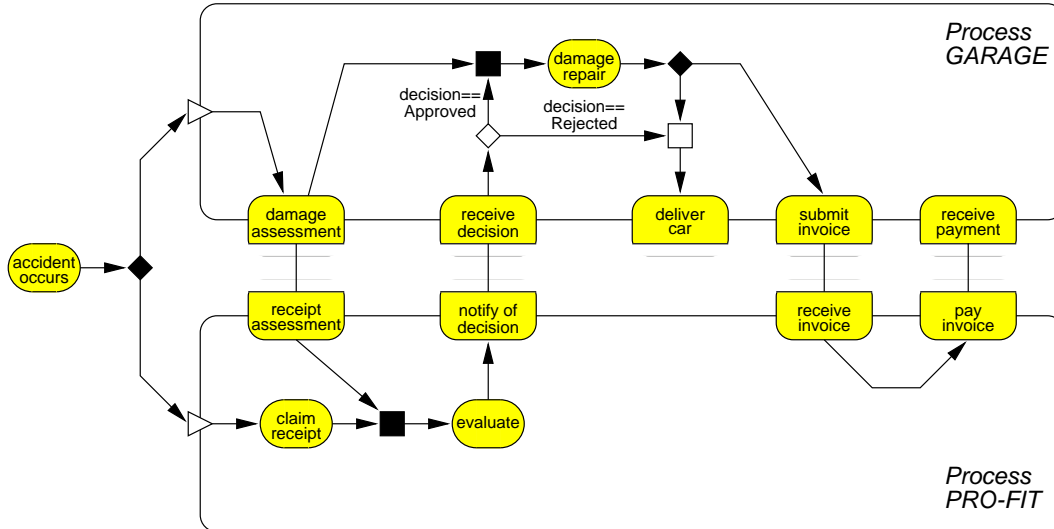 Process
GARAGE
damage
repair
decision==
Approved
decision==
Rejected
damage
assessment
receive
decision
deliver
car
submit
invoice
receive
payment
accident
occurs
receipt
assessment
notify of
decision
receive
invoice
pay
invoice
claim
receipt
evaluate
Process
PRO-FIT